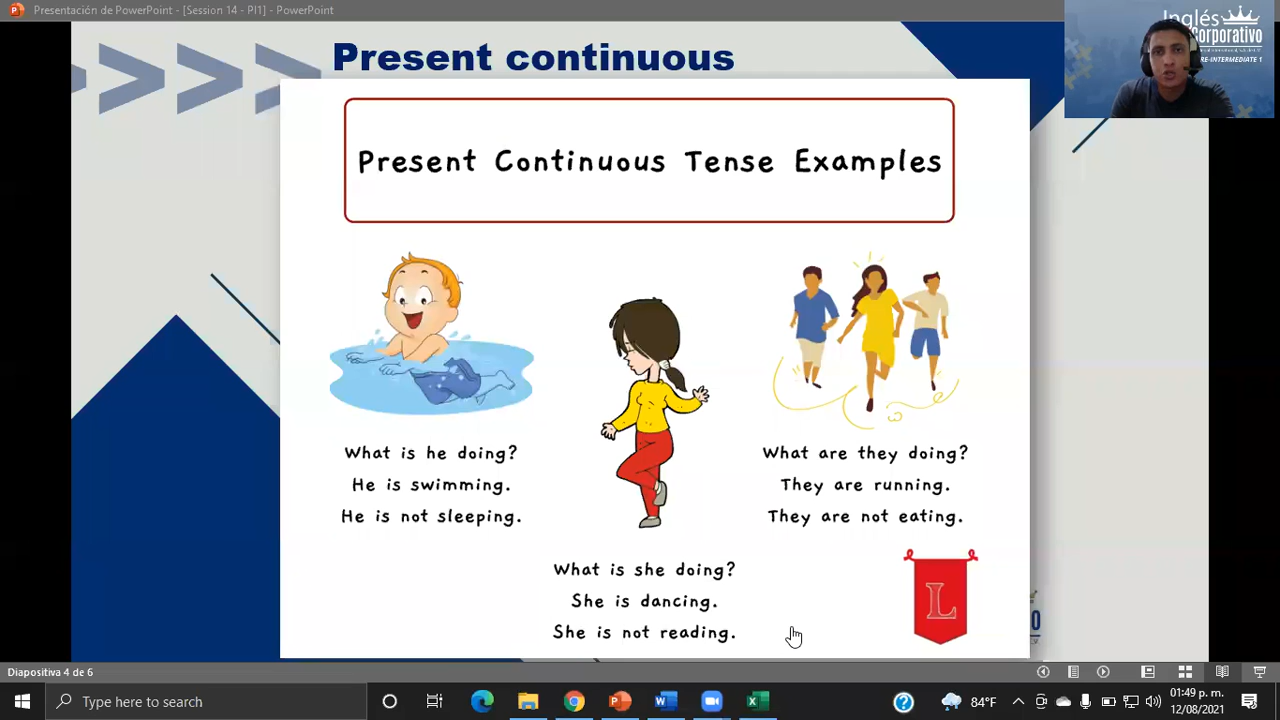 Presentación de PowerPoint - [Session 14 - PI1] - PowerPoint
Inglés
Corporativo
RE-INTERMEDIATE 1
Present continuous
Present Continuous Tense Examples
What is he doing?
He is swimming.
He is not sleeping.
What are they doing?
They are running.
They are not eating.
What is she doing?
She is dancing.
She is not reading.
L
Diapositiva 4 de 6
Type here to search
84°F
01:49 p. m.
12/08/2021